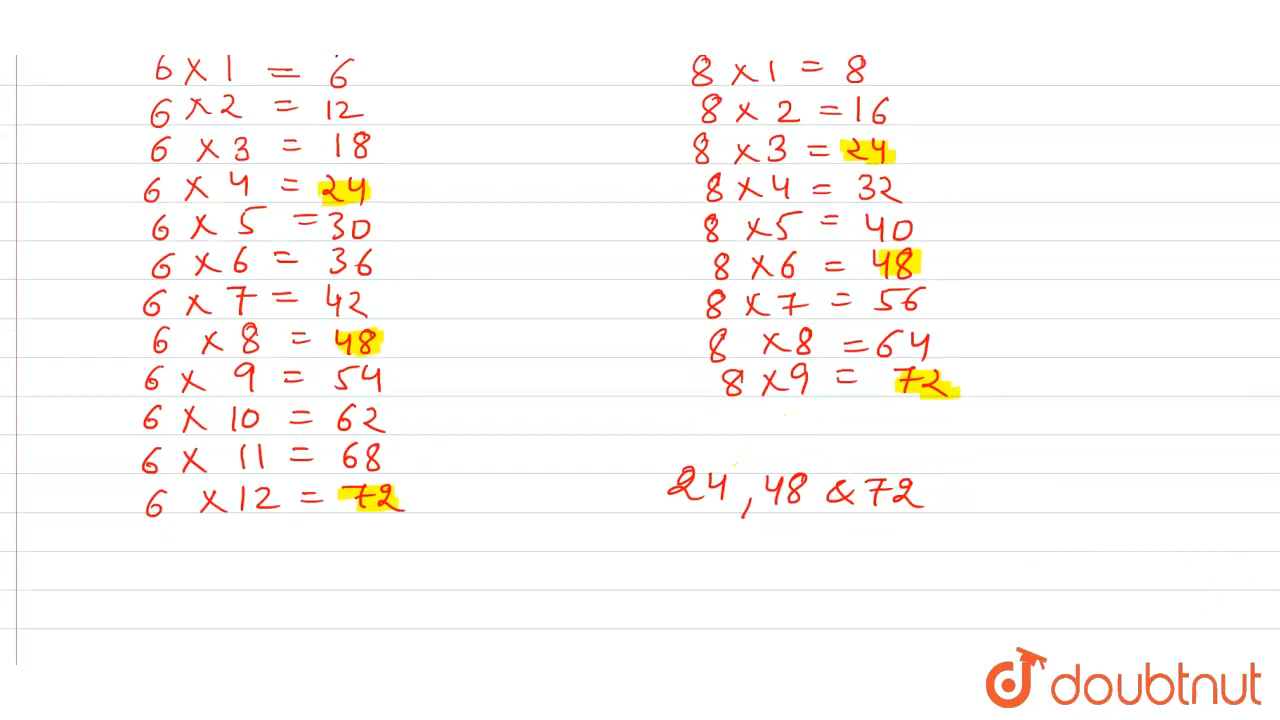 6 × 1 = 6
6 × 2 = 12
6 × 3 = 18
6 × 4 = 24
6 × 5 = 30
6 × 6 = 36
6 × 7 = 42
6 × 8 = 48
6 × 9 = 54
6 × 10 = 62
6 × 11 = 68
6 × 12 = 72
8 × 1 = 8
8 × 2 = 16
8 × 3 = 24
8 × 4 = 32
8 × 5 = 40
8 × 6 = 48
8 × 7 = 56
8 × 8 = 64
8 × 9 = 72
24, 48 & 72
doubtnut